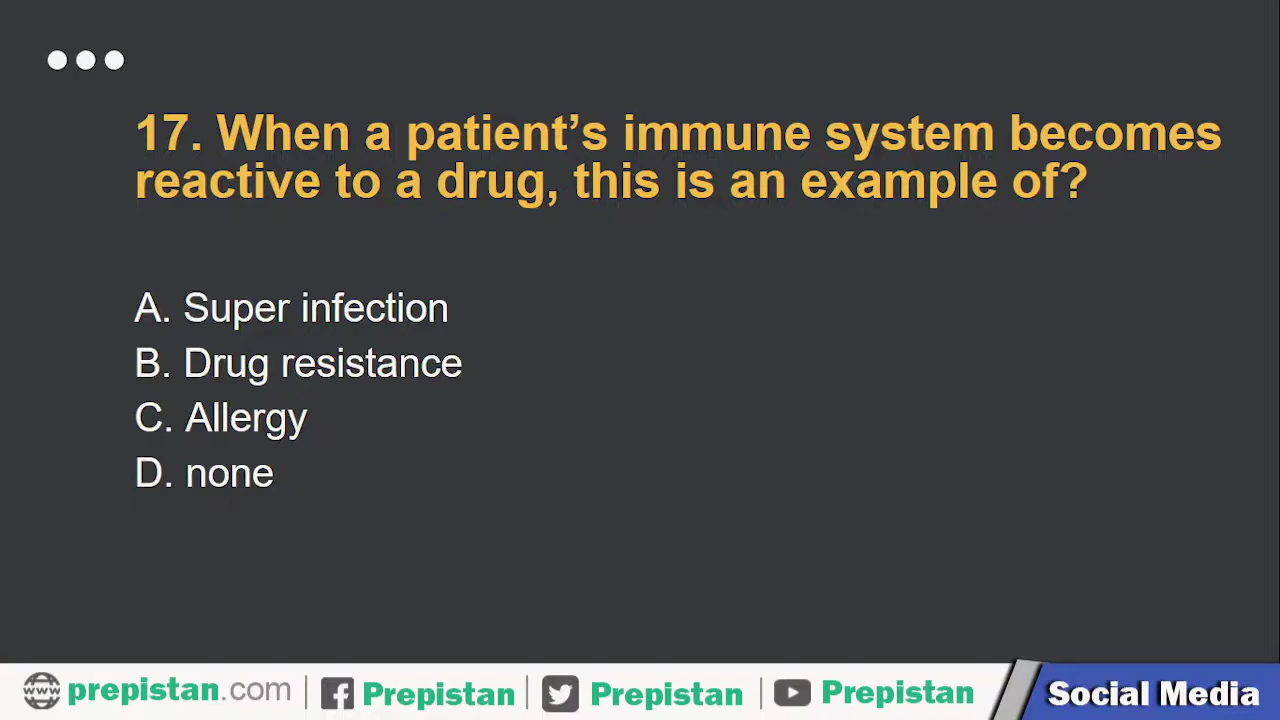 17. When a patient’s immune system becomes
reactive to a drug, this is an example of?
A. Super infection
B. Drug resistance
C. Allergy
D. none
www prepistan.com Prepistan Prepistan Prepistan Social Media